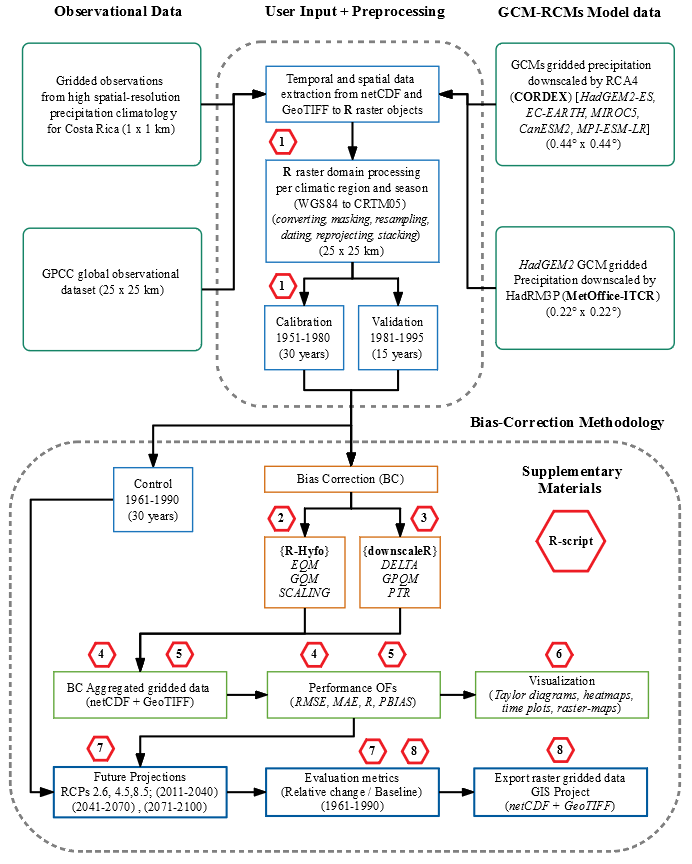 Observational Data
User Input + Preprocessing
GCM-RCMs Model data
Gridded observations
from high spatial-resolution
precipitation climatology
for Costa Rica (1 x 1 km)
Temporal and spatial data
extraction from netCDF and
GeoTIFF to R raster objects
GCMs gridded precipitation
downscaled by RCA4
(CORDEX) [HadGEM2-ES,
EC-EARTH, MIROC5,
CanESM2, MPI-ESM-LR]
(0.44° x 0.44°)
1
R raster domain processing
per climatic region and season
(WGS84 to CRTM05)
(converting, masking, resampling,
dating, reprojecting, stacking)
(25 x 25 km)
GPCC global observational
dataset (25 x 25 km)
HadGEM2 GCM gridded
Precipitation downscaled by
HadRM3P (MetOffice-ITCR)
(0.22° x 0.22°)
1
Calibration
1951-1980
(30 years)
Validation
1981-1995
(15 years)
Bias-Correction Methodology
Control
1961-1990
(30 years)
Bias Correction (BC)
Supplementary
Materials
R-script
2
3
{R-Hyfo}
EQM
GQM
SCALING
{downscaleR}
DELTA
GPQM
PTR
4
5
4
5
6
BC Aggregated gridded data
(netCDF + GeoTIFF)
Performance OFs
(RMSE, MAE, R, PBIAS)
Visualization
(Taylor diagrams, heatmaps,
time plots, raster-maps)
7
7
8
8
Future Projections
RCPs 2.6, 4.5,8.5; (2011-2040)
(2041-2070) , (2071-2100)
Evaluation metrics
(Relative change / Baseline)
(1961-1990)
Export raster gridded data
GIS Project
(netCDF + GeoTIFF)